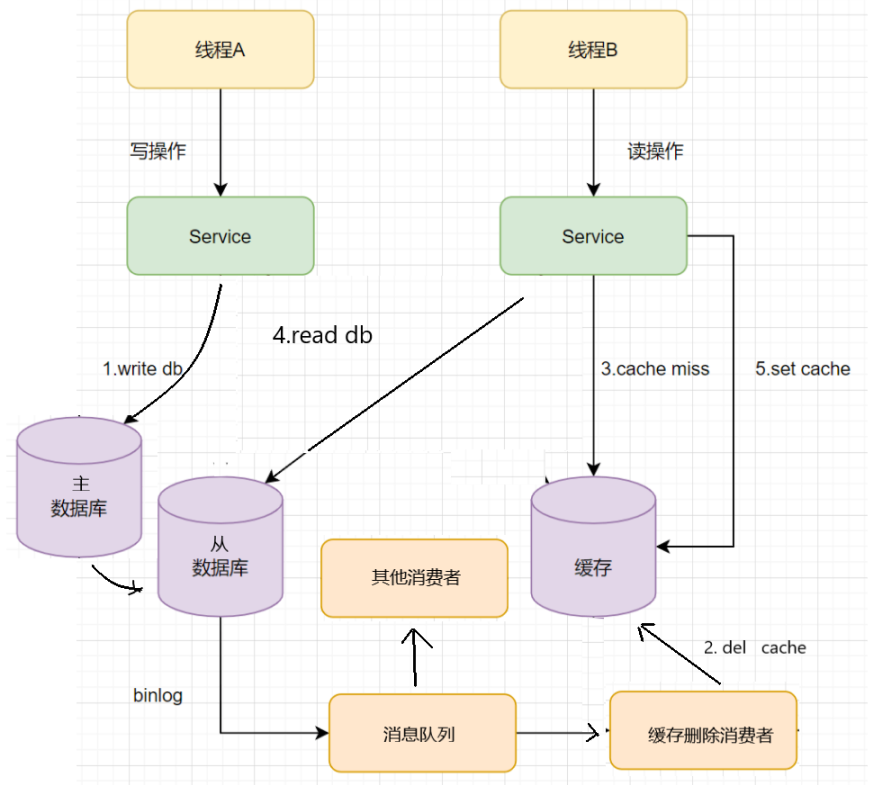 线程A
线程B
写操作
读操作
Service
Service
4.read db
1.write db
3.cache miss
5.set cache
主
数据库
从
数据库
其他消费者
缓存
2. del cache
binlog
消息队列
缓存删除消费者